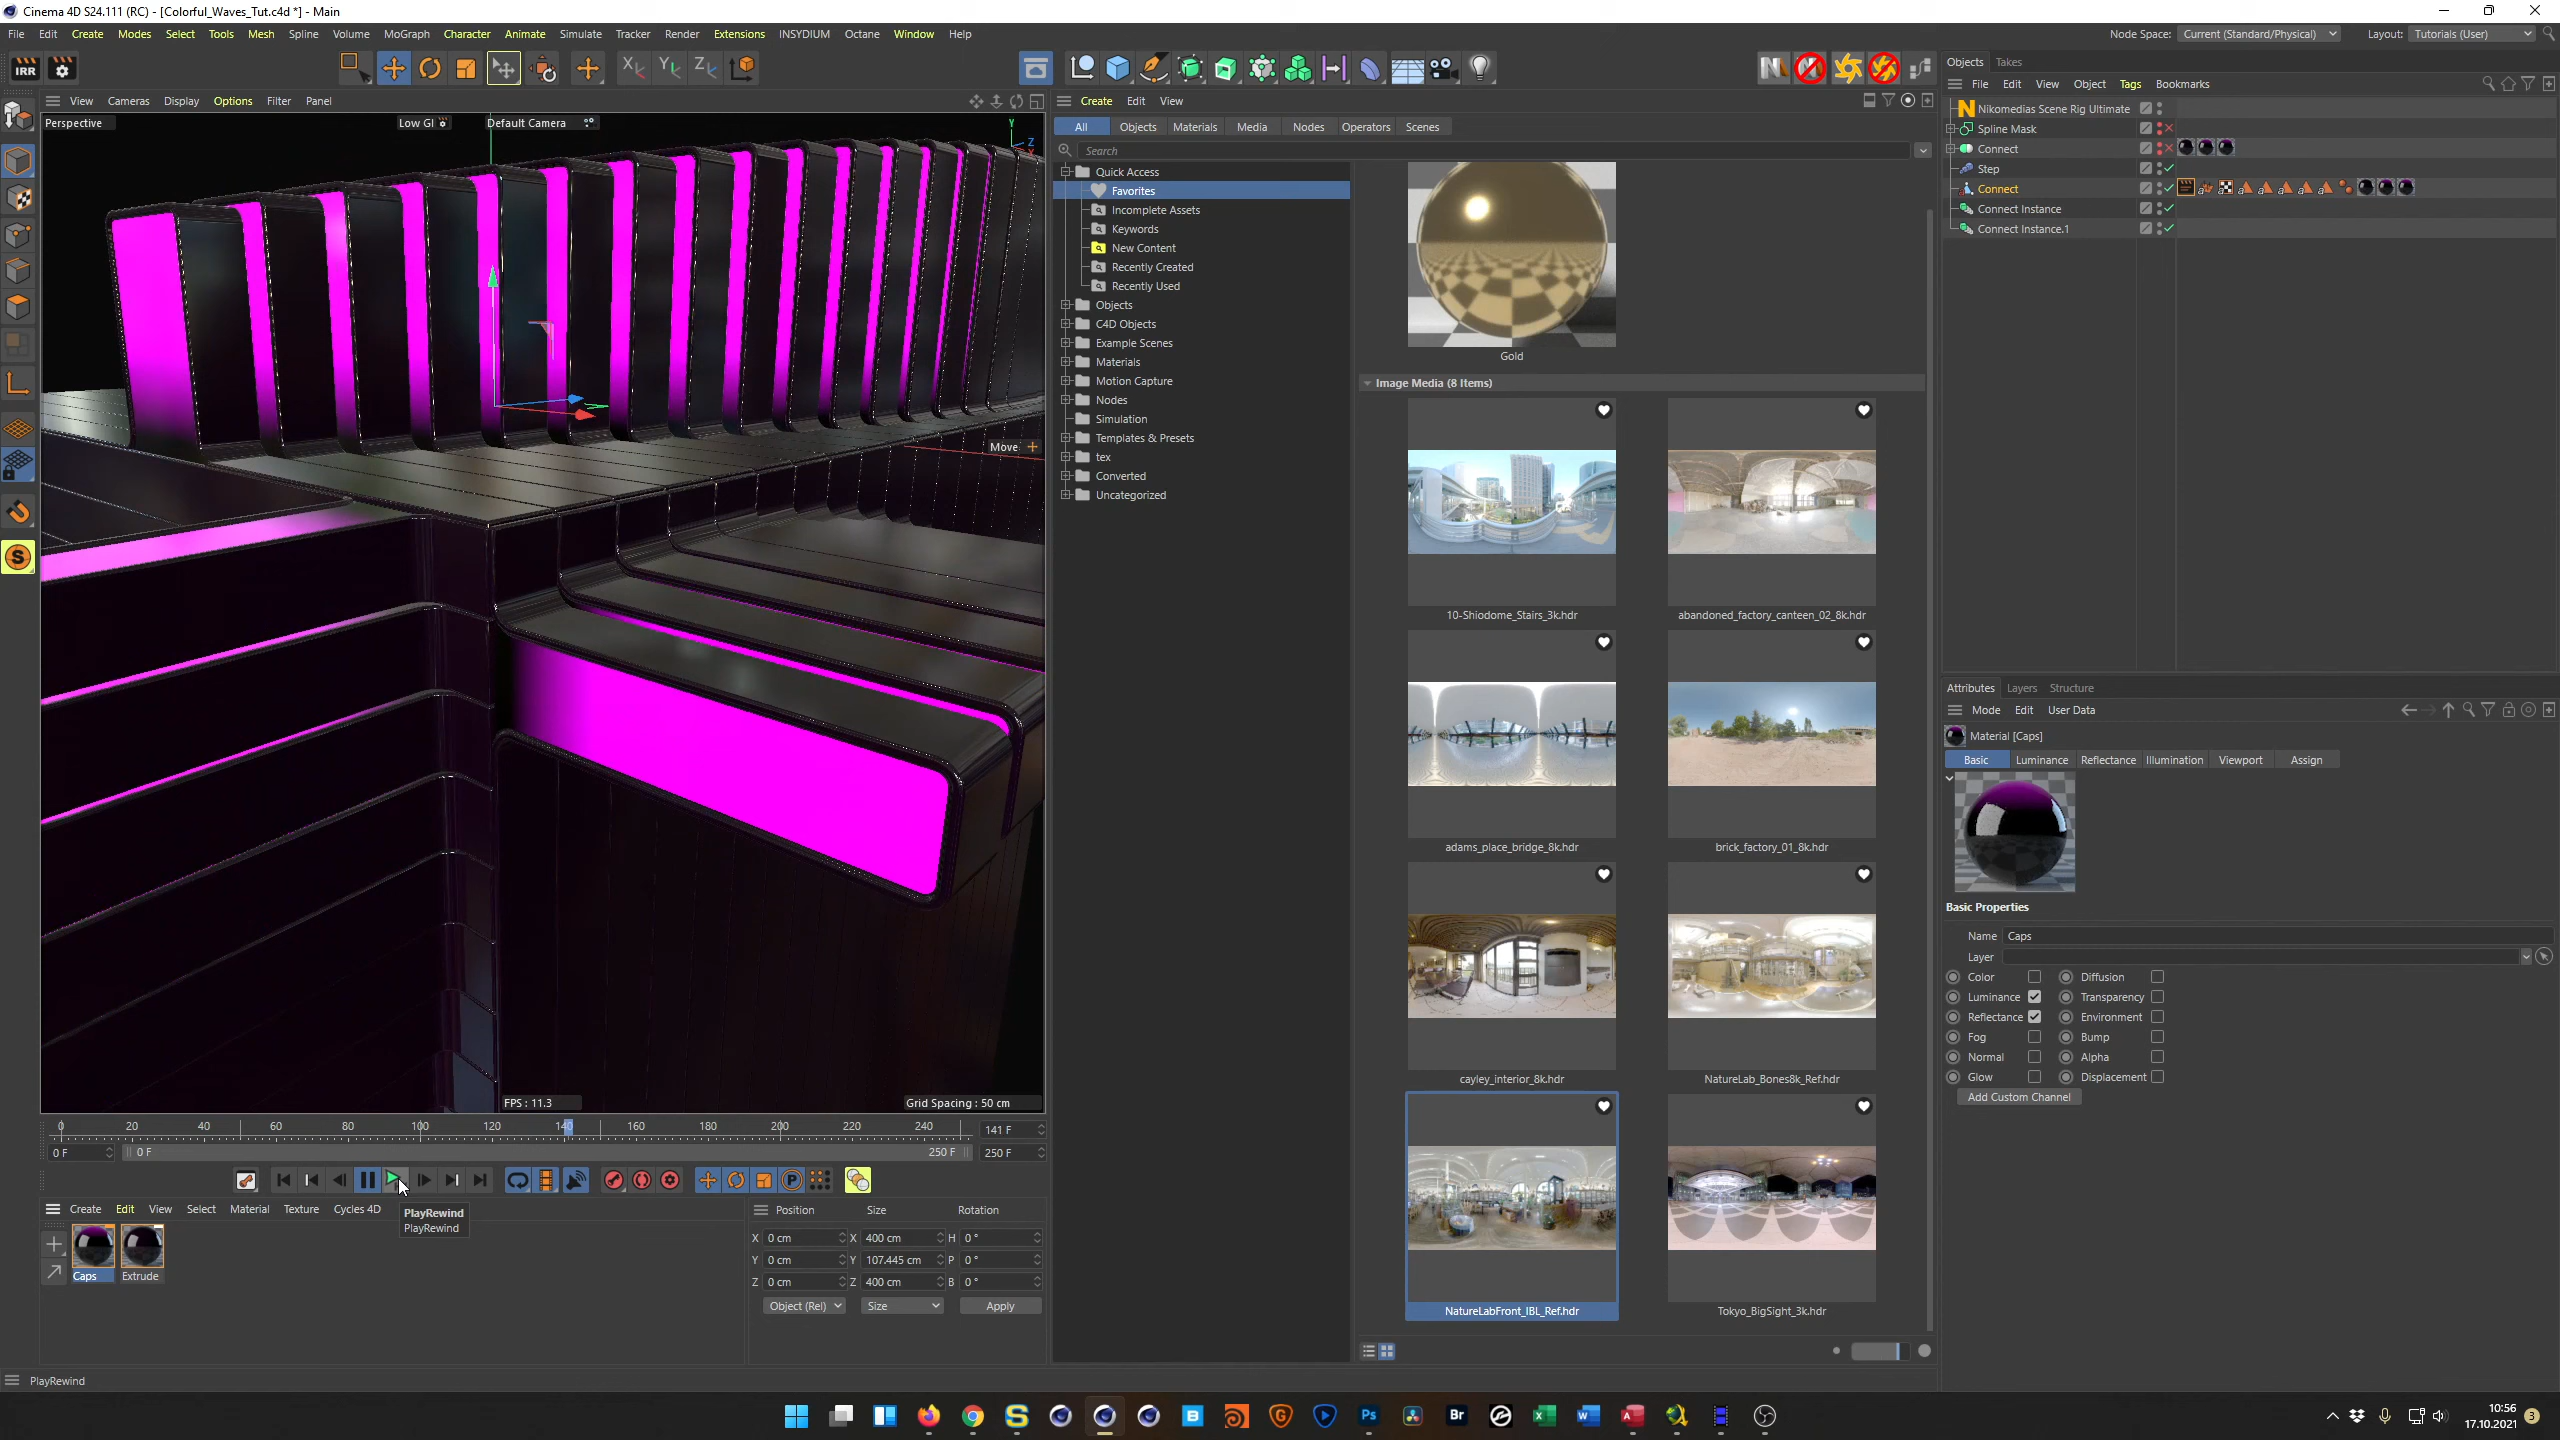 Cinema 4D S24.111 (RC) - [Colorful_Waves_Tut.c4d *] - Main
File Edit Create Modes Select Tools Mesh Spline Volume MoGraph Character Animate Simulate Tracker Render Extensions INSYDIUM Octane Window Help
Node Space: Current (Standard/Physical) Layout: Tutorials (User)
IRR
Objects Takes
File Edit View Object Tags Bookmarks
Nikomedias Scene Rig Ultimate
Spline Mask
Connect
Step
Connect
Connect Instance
Connect Instance.1
View Cameras Display Options Filter Panel
Perspective Low GI Default Camera
Move
FPS : 11.3
Grid Spacing : 50 cm
Create Edit View
All Objects Materials Media Nodes Operators Scenes
Search
Quick Access
Favorites
Incomplete Assets
Keywords
New Content
Recently Created
Recently Used
Objects
C4D Objects
Example Scenes
Materials
Motion Capture
Nodes
Simulation
Templates & Presets
tex
Converted
Uncategorized
Gold
Image Media (8 Items)
10-Shiodome_Stairs_3k.hdr
abandoned_factory_canteen_02_8k.hdr
adams_place_bridge_8k.hdr
brick_factory_01_8k.hdr
cayley_interior_8k.hdr
NatureLab_Bones8k_Ref.hdr
NatureLabFront_IBL_Ref.hdr
Tokyo_BigSight_3k.hdr
Attributes Layers Structure
Mode Edit User Data
Material [Caps]
Basic Luminance Reflectance Illumination Viewport Assign
Basic Properties
Name Caps
Layer
Color Diffusion
Luminance Transparency
Reflectance Environment
Fog Bump
Normal Alpha
Glow Displacement
Add Custom Channel
0 20 40 60 80 100 120 140 160 180 200 220 240 141 F
0 F 0 F 250 F 250 F
Create Edit View Select Material Texture Cycles 4D
PlayRewind
PlayRewind
Caps Extrude
Position Size Rotation
X 0 cm X 400 cm H 0 °
Y 0 cm Y 107.445 cm P 0 °
Z 0 cm Z 400 cm B 0 °
Object (Rel) Size Apply
PlayRewind
10:56
17.10.2021
3